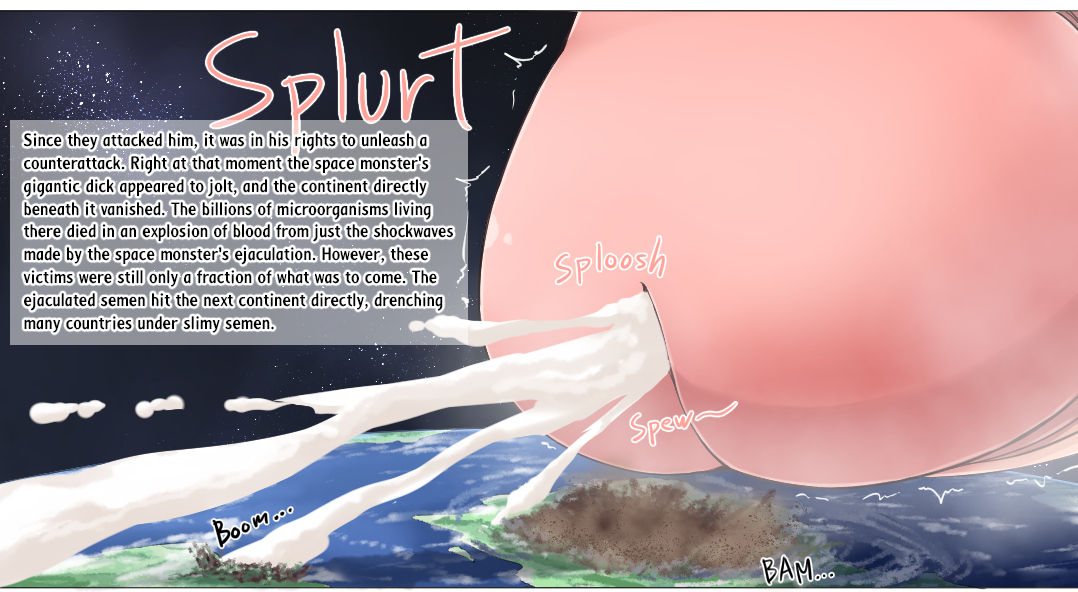 Splurt
Since they attacked him, it was in his rights to unleash a
counterattack. Right at that moment the space monster's
gigantic dick appeared to jolt, and the continent directly
beneath it vanished. The billions of microorganisms living
there died in an explosion of blood from just the shockwaves
made by the space monster's ejaculation. However, these
victims were still only a fraction of what was to come. The
ejaculated semen hit the next continent directly, drenching
many countries under slimy semen.
Sploosh
Spew~
Boom...
BAM...